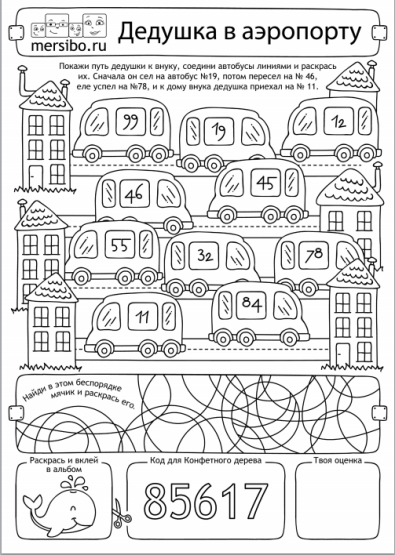 mersibo.ru
Дедушка в аэропорту
Покажи путь дедушки к внуку, соедини автобусы линиями и раскрась
их. Сначала он сел на автобус №19, потом пересел на № 46,
еле успел на №78, и к дому внука дедушка приехал на № 11.
99
19
12
46
45
55
32
78
11
84
Найди в этом беспорядке
мячик и раскрась его.
Раскрась и вклей
в альбом
Код для Конфетного дерева
85617
Твоя оценка